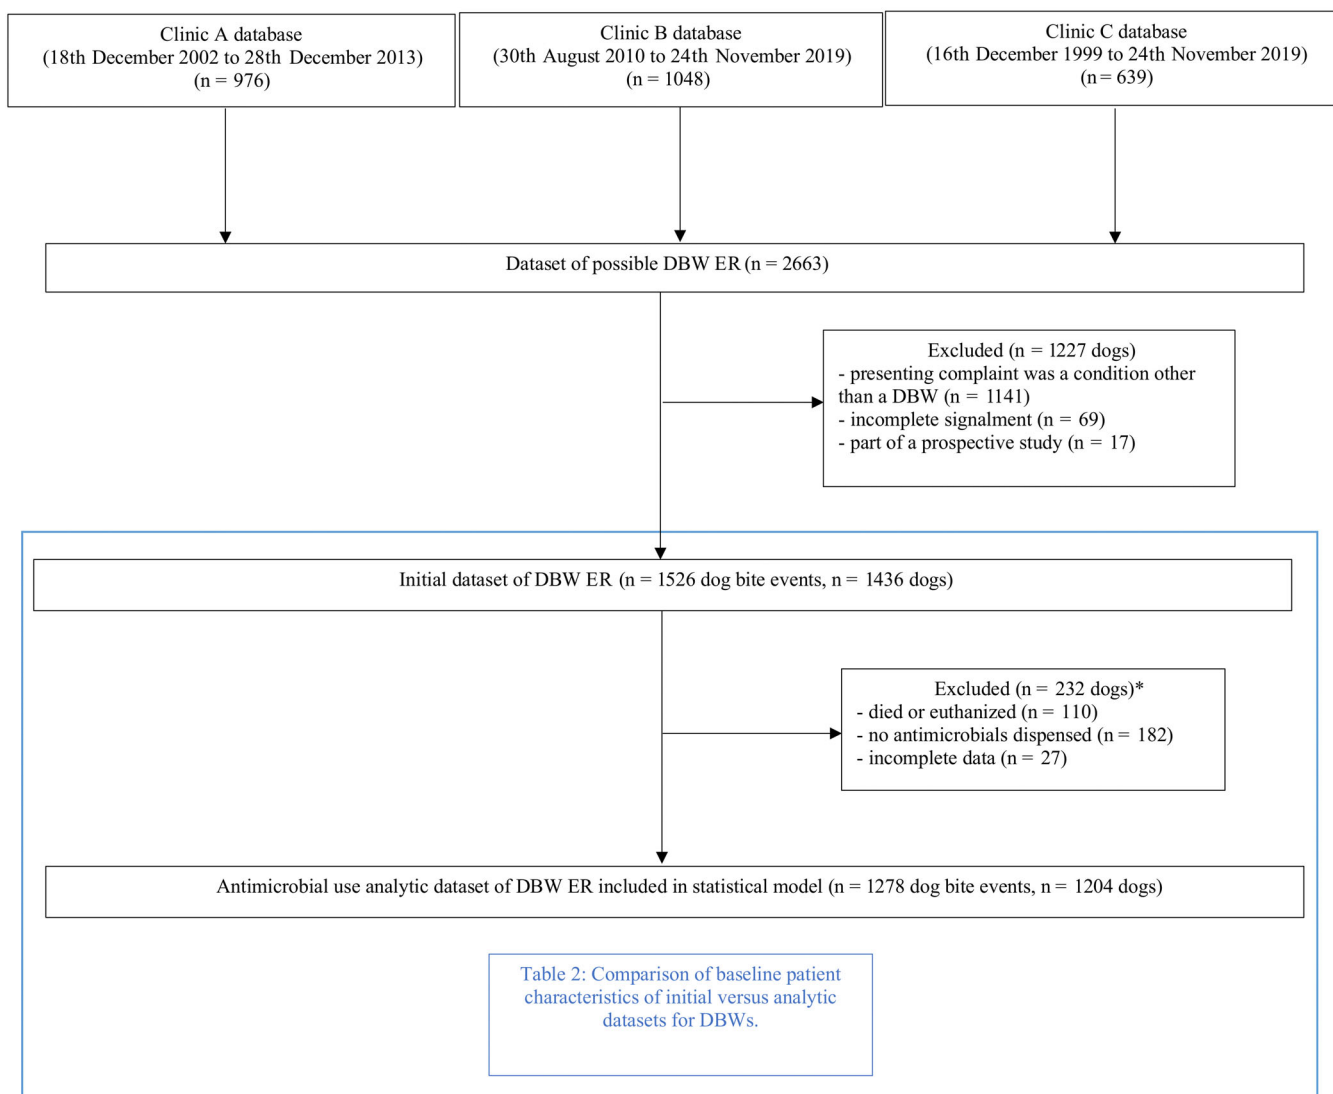 Clinic A database
(18th December 2002 to 28th December 2013)
(n = 976)
Clinic B database
(30th August 2010 to 24th November 2019)
(n = 1048)
Clinic C database
(16th December 1999 to 24th November 2019)
(n = 639)
Dataset of possible DBW ER (n = 2663)
Excluded (n = 1227 dogs)
- presenting complaint was a condition other
than a DBW (n = 1141)
- incomplete signalment (n = 69)
- part of a prospective study (n = 17)
Initial dataset of DBW ER (n = 1526 dog bite events, n = 1436 dogs)
Excluded (n = 232 dogs)*
- died or euthanized (n = 110)
- no antimicrobials dispensed (n = 182)
- incomplete data (n = 27)
Antimicrobial use analytic dataset of DBW ER included in statistical model (n = 1278 dog bite events, n = 1204 dogs)
Table 2: Comparison of baseline patient
characteristics of initial versus analytic
datasets for DBWs.